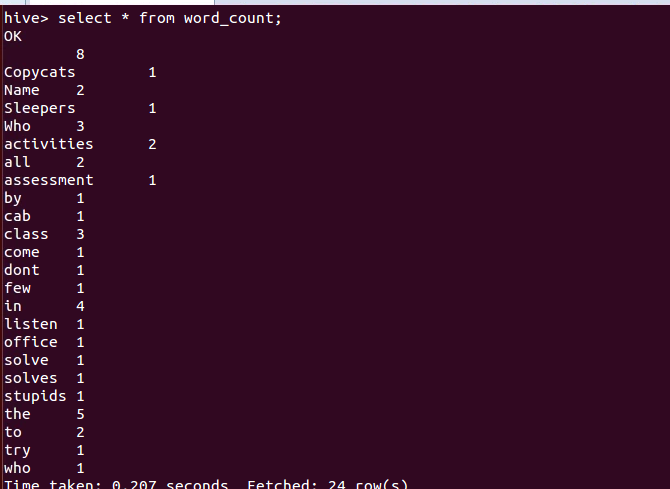 hive> select * from word_count;
OK
	8
Copycats	1
Name	2
Sleepers	1
Who	3
activities	2
all	2
assessment	1
by	1
cab	1
class	3
come	1
dont	1
few	1
in	4
listen	1
office	1
solve	1
solves	1
stupids	1
the	5
to	2
try	1
who	1
Time taken: 0.207 seconds, Fetched: 24 row(s)